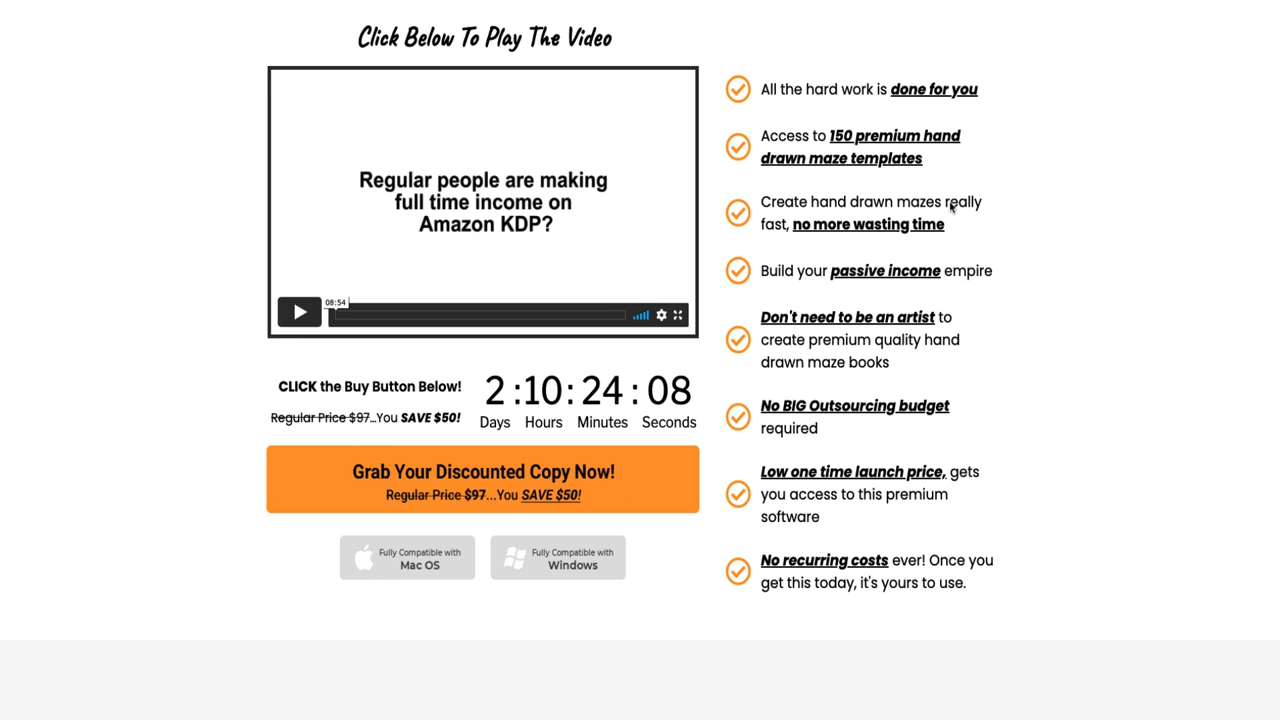 Click Below To Play The Video
Regular people are making
full time income on
Amazon KDP?
08:54
CLICK the Buy Button Below!
Regular Price $97...You SAVE $50!
2 : 10 : 24 : 08
Days Hours Minutes Seconds
Grab Your Discounted Copy Now!
Regular Price $97...You SAVE $50!
Fully Compatible with
Mac OS
Fully Compatible with
Windows
All the hard work is done for you
Access to 150 premium hand
drawn maze templates
Create hand drawn mazes really
fast, no more wasting time
Build your passive income empire
Don't need to be an artist to
create premium quality hand
drawn maze books
No BIG Outsourcing budget
required
Low one time launch price, gets
you access to this premium
software
No recurring costs ever! Once you
get this today, it's yours to use.